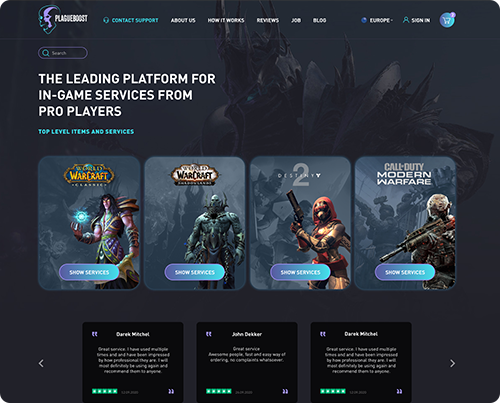 PLAGUEBOOST
CONTACT SUPPORT
ABOUT US
HOW IT WORKS
REVIEWS
JOB
BLOG
EUROPE
SIGN IN
Search
THE LEADING PLATFORM FOR
IN-GAME SERVICES FROM
PRO PLAYERS
TOP LEVEL ITEMS AND SERVICES
WORLD
WARCRAFT
CLASSIC
SHOW SERVICES
WORLD
WARCRAFT
SHADOWLANDS
SHOW SERVICES
2
DESTINY
SHOW SERVICES
CALL OF DUTY
MODERN
WARFARE
SHOW SERVICES
Darek Mitchel
Great service. I have used multiple
times and and have been impressed
by how professional they are. I will
most definitely be using again and
recommend them to anyone.
John Dekker
Great service
Awesome people, fast and easy way of
ordering, no complaints whatsoever.
Darek Mitchel
Great service. I have used multiple
times and and have been impressed
by how professional they are. I will
most definitely be using again and
recommend them to anyone.